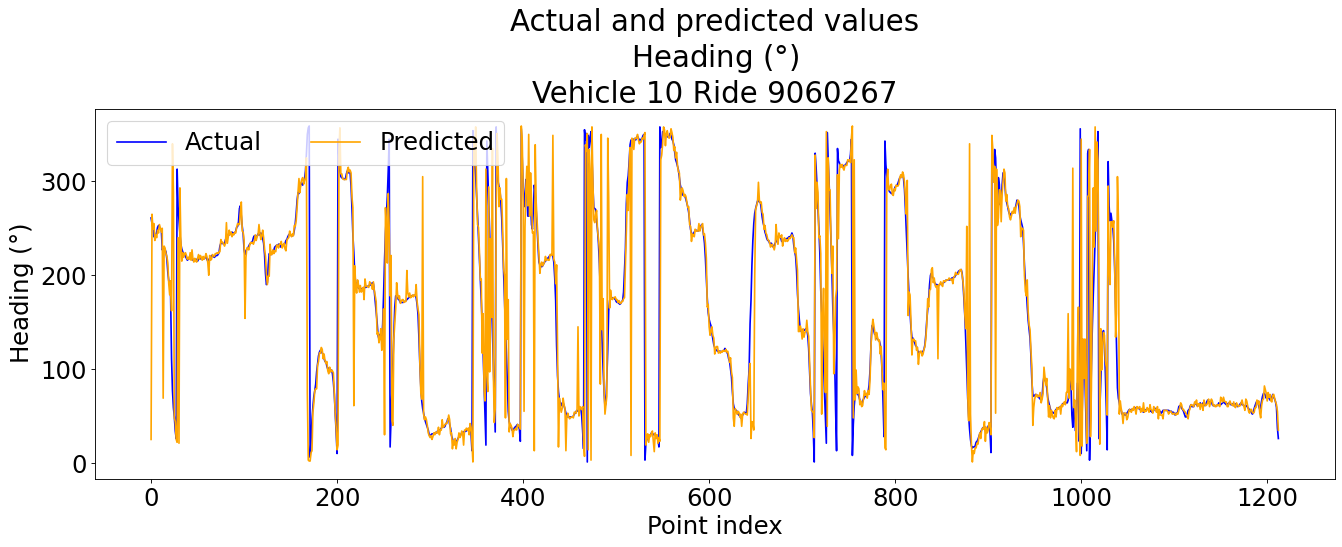 Actual and predicted values
Heading (°)
Vehicle 10 Ride 9060267
Actual Predicted
Heading (°)
300
200
100
0
0 200 400 600 800 1000 1200
Point index